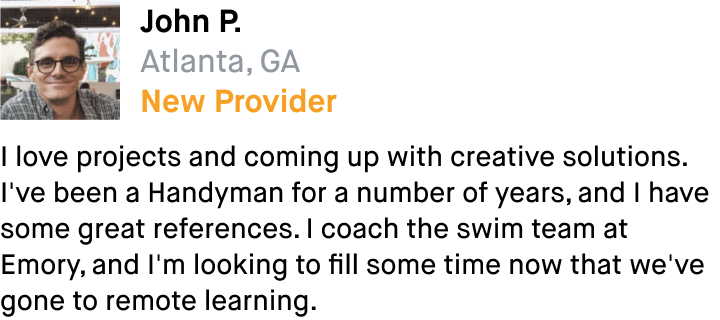 John P.
Atlanta, GA
New Provider
I love projects and coming up with creative solutions.
I've been a Handyman for a number of years, and I have
some great references. I coach the swim team at
Emory, and I'm looking to fill some time now that we've
gone to remote learning.